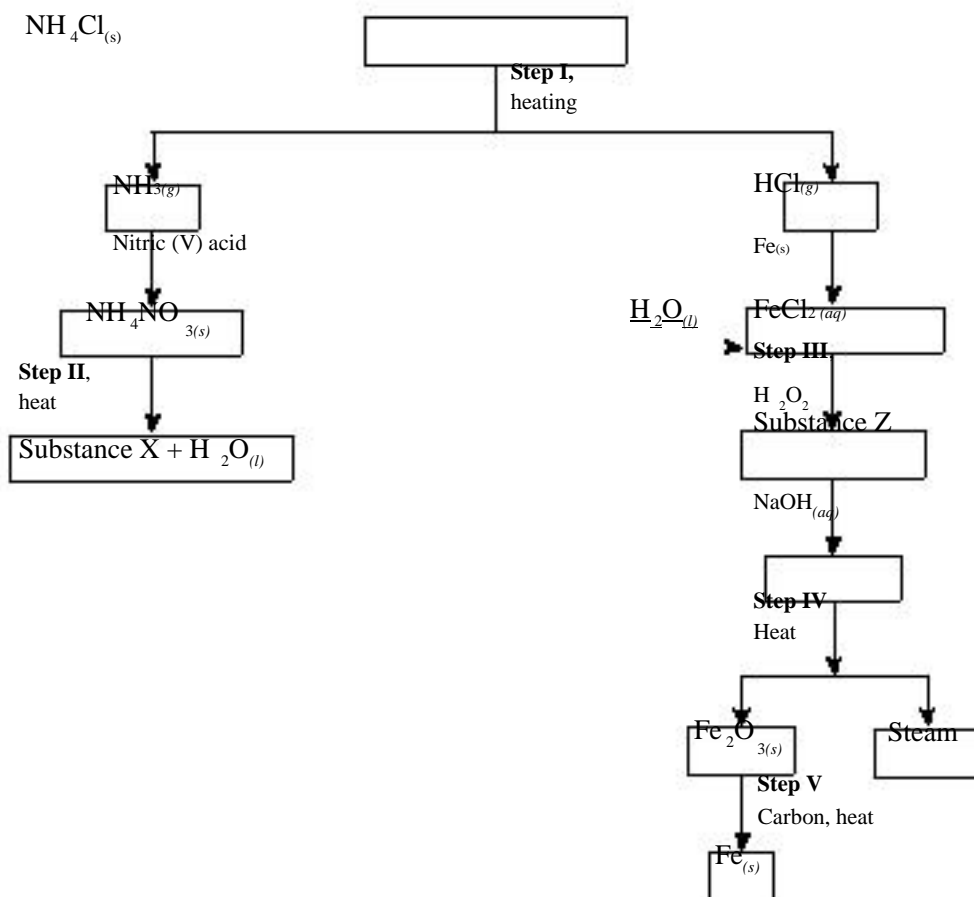 NH4Cl(s)
Step I,
heating
NH3(g)
HCl(g)
Nitric (V) acid
Fe(s)
NH4NO3(s)
H2O(l)
FeCl2(aq)
Step II,
heat
Step III,
H2O2
Substance X + H2O(l)
Substance Z
NaOH(aq)
Step IV
Heat
Fe2O3(s)
Steam
Step V
Carbon, heat
Fe(s)